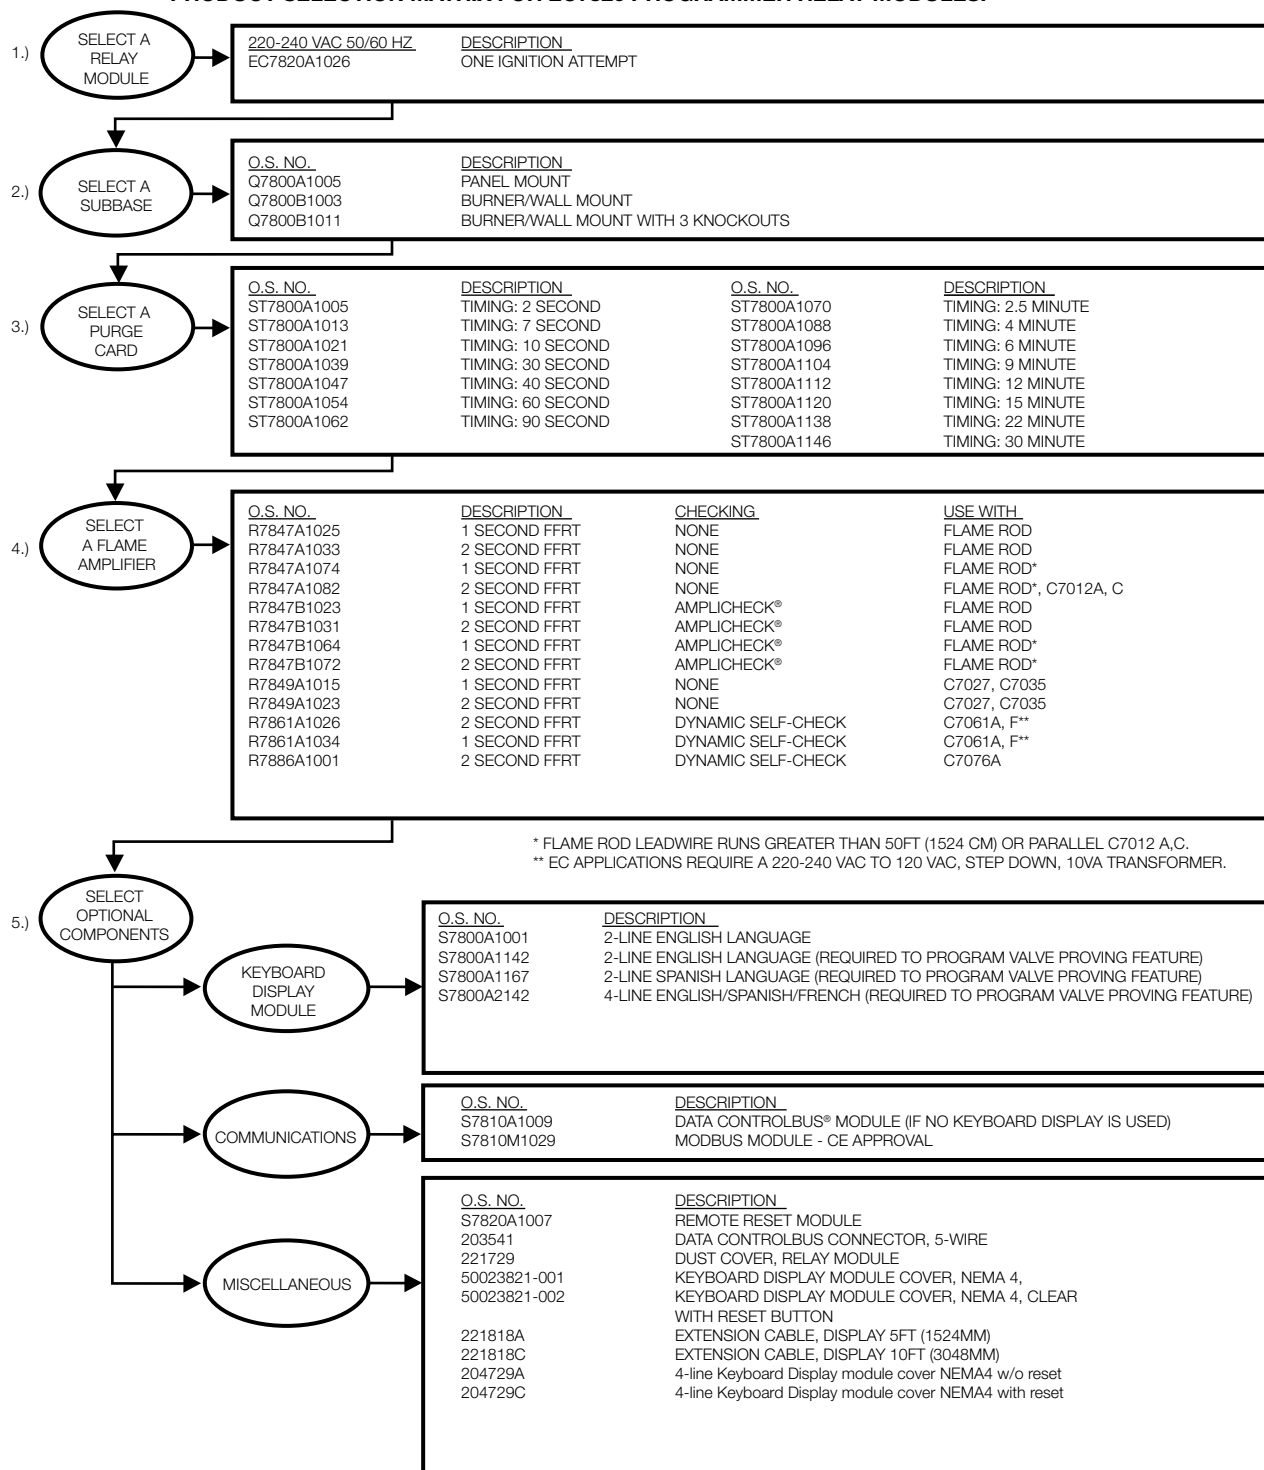 PRODUCT SELECTION MATRIX FOR EC7820 PROGRAMMER RELAY MODULES:
1.)
SELECT A
RELAY
MODULE
220-240 VAC 50/60 HZ DESCRIPTION
EC7820A1026 ONE IGNITION ATTEMPT
2.)
SELECT A
SUBBASE
O.S. NO. DESCRIPTION
Q7800A1005 PANEL MOUNT
Q7800B1003 BURNER/WALL MOUNT
Q7800B1011 BURNER/WALL MOUNT WITH 3 KNOCKOUTS
3.)
SELECT A
PURGE
CARD
O.S. NO. DESCRIPTION O.S. NO. DESCRIPTION
ST7800A1005 TIMING: 2 SECOND ST7800A1070 TIMING: 2.5 MINUTE
ST7800A1013 TIMING: 7 SECOND ST7800A1088 TIMING: 4 MINUTE
ST7800A1021 TIMING: 10 SECOND ST7800A1096 TIMING: 6 MINUTE
ST7800A1039 TIMING: 30 SECOND ST7800A1104 TIMING: 9 MINUTE
ST7800A1047 TIMING: 40 SECOND ST7800A1112 TIMING: 12 MINUTE
ST7800A1054 TIMING: 60 SECOND ST7800A1120 TIMING: 15 MINUTE
ST7800A1062 TIMING: 90 SECOND ST7800A1138 TIMING: 22 MINUTE
ST7800A1146 TIMING: 30 MINUTE
4.)
SELECT
A FLAME
AMPLIFIER
O.S. NO. DESCRIPTION CHECKING USE WITH
R7847A1025 1 SECOND FFRT NONE FLAME ROD
R7847A1033 2 SECOND FFRT NONE FLAME ROD
R7847A1074 1 SECOND FFRT NONE FLAME ROD*
R7847A1082 2 SECOND FFRT NONE FLAME ROD*, C7012A, C
R7847B1023 1 SECOND FFRT AMPLICHECK® FLAME ROD
R7847B1031 2 SECOND FFRT AMPLICHECK® FLAME ROD
R7847B1064 1 SECOND FFRT AMPLICHECK® FLAME ROD*
R7847B1072 2 SECOND FFRT AMPLICHECK® FLAME ROD*
R7849A1015 1 SECOND FFRT NONE C7027, C7035
R7849A1023 2 SECOND FFRT NONE C7027, C7035
R7861A1026 2 SECOND FFRT DYNAMIC SELF-CHECK C7061A, F**
R7861A1034 1 SECOND FFRT DYNAMIC SELF-CHECK C7061A, F**
R7886A1001 2 SECOND FFRT DYNAMIC SELF-CHECK C7076A
* FLAME ROD LEADWIRE RUNS GREATER THAN 50FT (1524 CM) OR PARALLEL C7012 A,C.
** EC APPLICATIONS REQUIRE A 220-240 VAC TO 120 VAC, STEP DOWN, 10VA TRANSFORMER.
5.)
SELECT
OPTIONAL
COMPONENTS
KEYBOARD
DISPLAY
MODULE
O.S. NO. DESCRIPTION
S7800A1001 2-LINE ENGLISH LANGUAGE
S7800A1142 2-LINE ENGLISH LANGUAGE (REQUIRED TO PROGRAM VALVE PROVING FEATURE)
S7800A1167 2-LINE SPANISH LANGUAGE (REQUIRED TO PROGRAM VALVE PROVING FEATURE)
S7800A2142 4-LINE ENGLISH/SPANISH/FRENCH (REQUIRED TO PROGRAM VALVE PROVING FEATURE)
COMMUNICATIONS
O.S. NO. DESCRIPTION
S7810A1009 DATA CONTROLBUS® MODULE (IF NO KEYBOARD DISPLAY IS USED)
S7810M1029 MODBUS MODULE - CE APPROVAL
MISCELLANEOUS
O.S. NO. DESCRIPTION
S7820A1007 REMOTE RESET MODULE
203541 DATA CONTROLBUS CONNECTOR, 5-WIRE
221729 DUST COVER, RELAY MODULE
50023821-001 KEYBOARD DISPLAY MODULE COVER, NEMA 4,
50023821-002 KEYBOARD DISPLAY MODULE COVER, NEMA 4, CLEAR
WITH RESET BUTTON
221818A EXTENSION CABLE, DISPLAY 5FT (1524MM)
221818C EXTENSION CABLE, DISPLAY 10FT (3048MM)
204729A 4-line Keyboard Display module cover NEMA4 w/o reset
204729C 4-line Keyboard Display module cover NEMA4 with reset